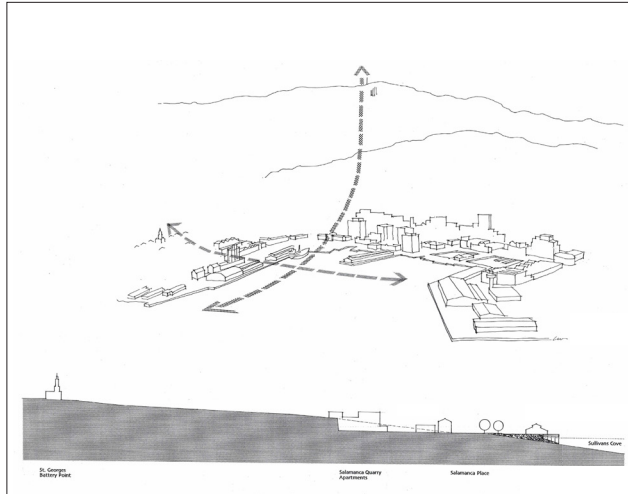 Sullivans Cove
St. Georges
Battery Point
Salamanca Quarry
Apartments
Salamanca Place